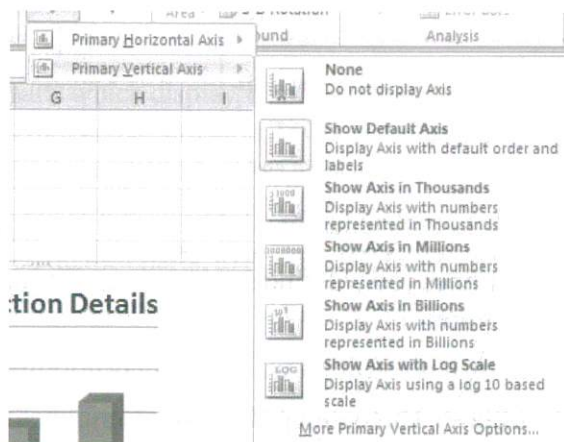 Area
3-D Rotation
Primary Horizontal Axis
Analysis
Primary Vertical Axis
G H I
None
Do not display Axis
Show Default Axis
Display Axis with default order and
labels
Show Axis in Thousands
Display Axis with numbers
represented in Thousands
Show Axis in Millions
Display Axis with numbers
represented in Millions
Show Axis in Billions
Display Axis with numbers
represented in Billions
Show Axis with Log Scale
Display Axis using a log 10 based
scale
More Primary Vertical Axis Options...
tion Details